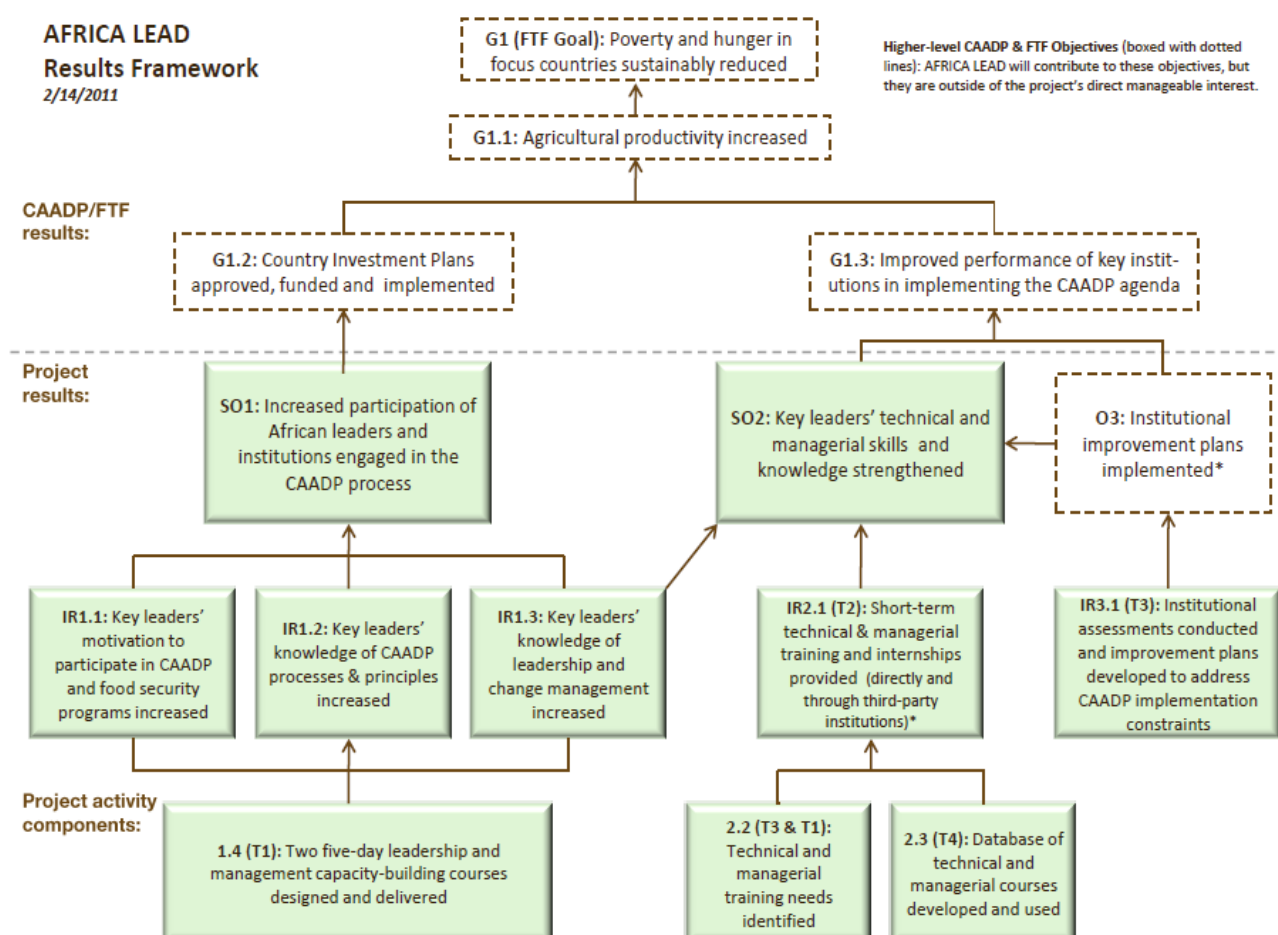 AFRICA LEAD
Results Framework
2/14/2011
G1 (FTF Goal): Poverty and hunger in
focus countries sustainably reduced
Higher-level CAADP & FTF Objectives (boxed with dotted
lines): AFRICA LEAD will contribute to these objectives, but
they are outside of the project's direct manageable interest.
G1.1: Agricultural productivity increased
CAADP/FTF
results:
G1.2: Country Investment Plans
approved, funded and implemented
G1.3: Improved performance of key instit-
utions in implementing the CAADP agenda
Project
results:
SO1: Increased participation of
African leaders and
institutions engaged in the
CAADP process
SO2: Key leaders' technical and
managerial skills and
knowledge strengthened
O3: Institutional
improvement plans
implemented*
IR1.1: Key leaders'
motivation to
participate in CAADP
and food security
programs increased
IR1.2: Key leaders'
knowledge of CAADP
processes & principles
increased
IR1.3: Key leaders'
knowledge of
leadership and
change management
increased
IR2.1 (T2): Short-term
technical & managerial
training and internships
provided (directly and
through third-party
institutions)*
IR3.1 (T3): Institutional
assessments conducted
and improvement plans
developed to address
CAADP implementation
constraints
Project activity
components:
1.4 (T1): Two five-day leadership and
management capacity-building courses
designed and delivered
2.2 (T3 & T1):
Technical and
managerial
training needs
identified
2.3 (T4): Database of
technical and
managerial courses
developed and used